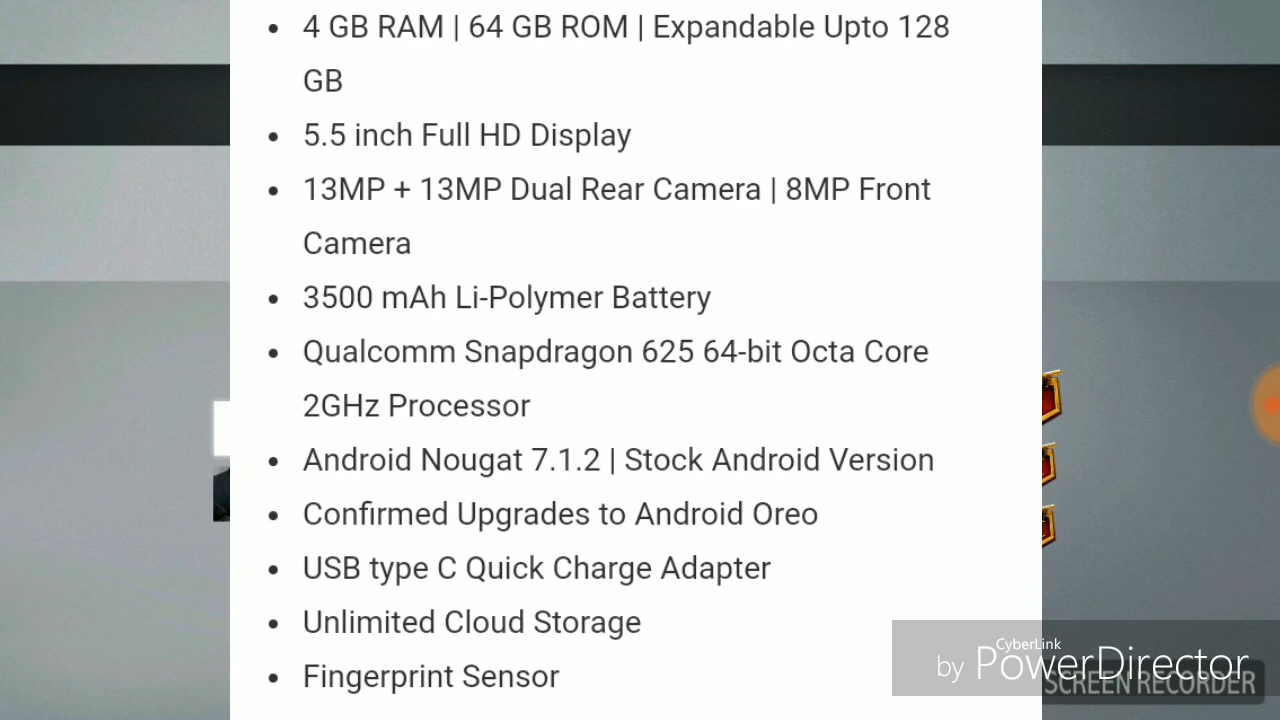 4 GB RAM | 64 GB ROM | Expandable Upto 128
GB
5.5 inch Full HD Display
13MP + 13MP Dual Rear Camera | 8MP Front
Camera
3500 mAh Li-Polymer Battery
Qualcomm Snapdragon 625 64-bit Octa Core
2GHz Processor
Android Nougat 7.1.2 | Stock Android Version
Confirmed Upgrades to Android Oreo
USB type C Quick Charge Adapter
Unlimited Cloud Storage
Fingerprint Sensor
CyberLink
by PowerDirector
SCREEN RECORDER